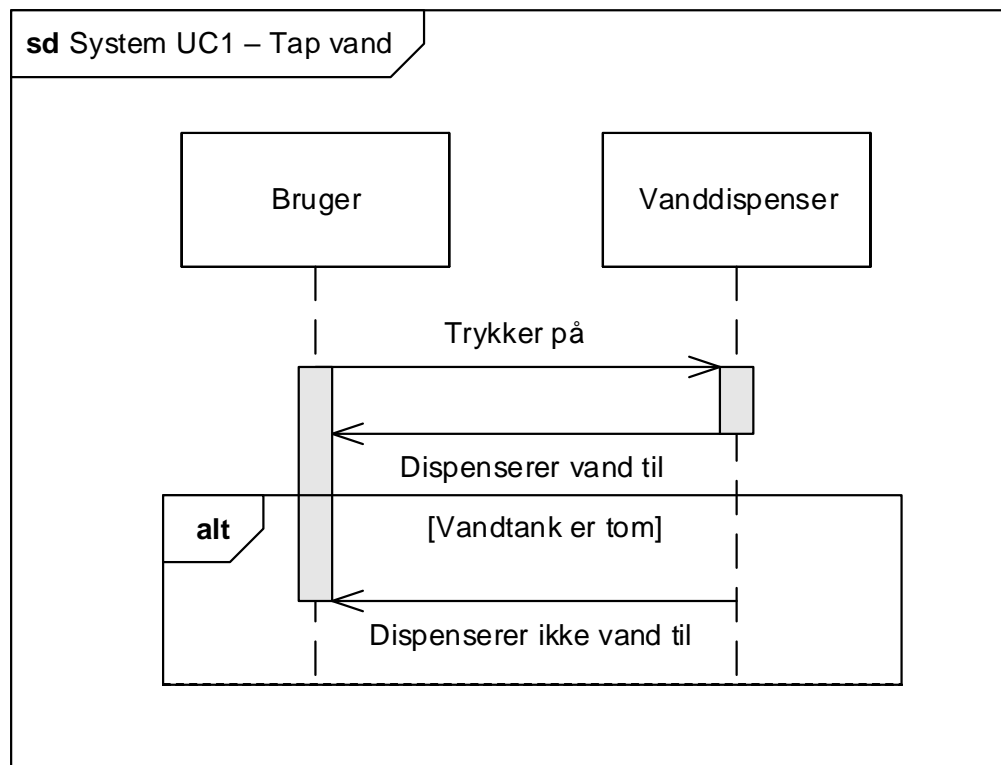 sd System UC1 – Tap vand
Bruger
Vanddispenser
Trykker på
Dispenserer vand til
alt
[Vandtank er tom]
Dispenserer ikke vand til